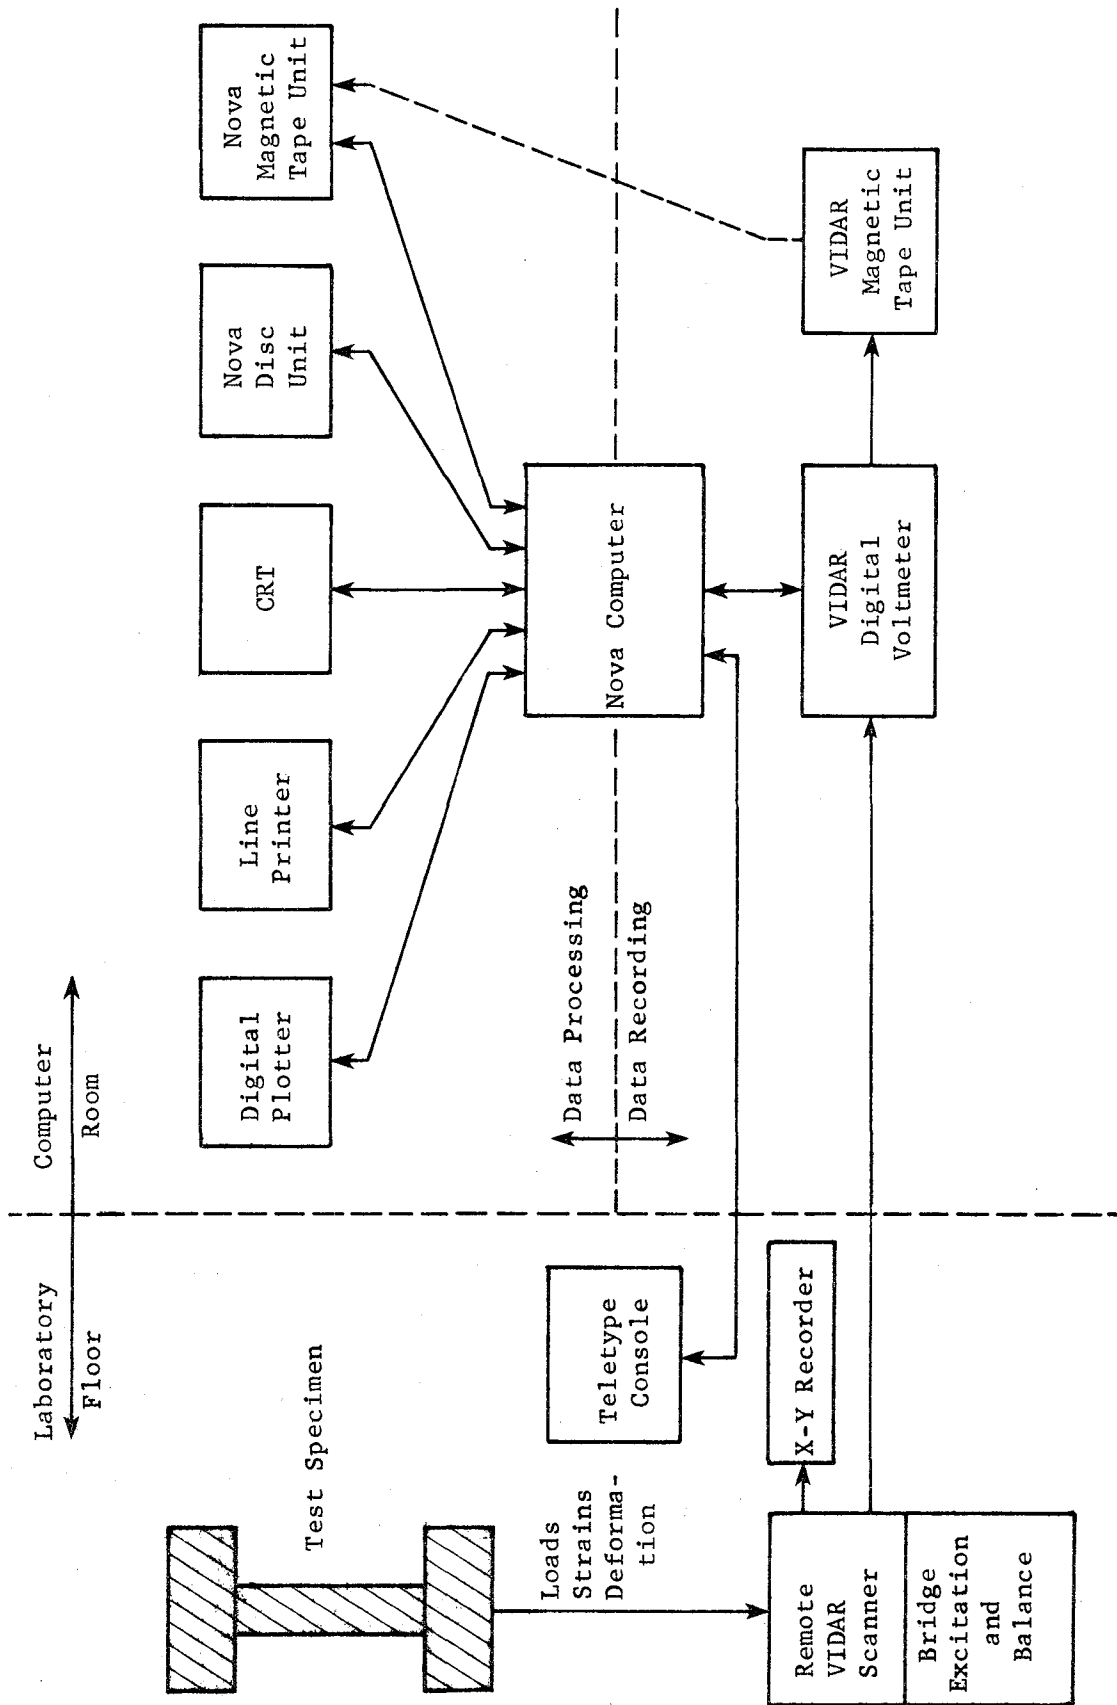 Laboratory
Floor
Computer
Room
Test Specimen
Digital
Plotter
Line
Printer
CRT
Nova
Disc
Unit
Nova
Magnetic
Tape Unit
Loads
Strains
Deforma-
tion
Teletype
Console
Data Processing
Data Recording
Nova Computer
Remote
VIDAR
Scanner
Bridge
Excitation
and
Balance
X-Y Recorder
VIDAR
Digital
Voltmeter
VIDAR
Magnetic
Tape Unit